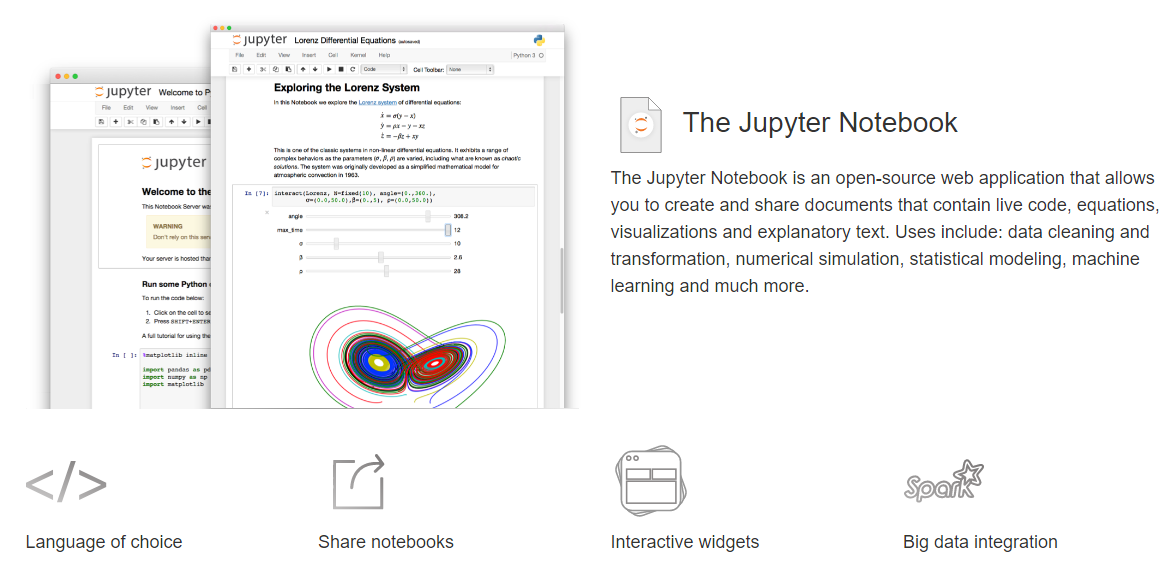 jupyter Lorenz Differential Equations (autosaved)
File Edit View Insert Cell Kernel Help Python 3
Code Cell Toolbar: None
Exploring the Lorenz System
In this Notebook we explore the Lorenz system of differential equations:
ẋ = σ(y − x)
ẏ = ρx − y − xz
ż = −βz + xy
This is one of the classic systems in non-linear differential equations. It exhibits a range of
complex behaviors as the parameters (σ, β, ρ) are varied, including what are known as chaotic
solutions. The system was originally developed as a simplified mathematical model for
atmospheric convection in 1963.
In [7]: interact(Lorenz, N=fixed(10), angle=(0.,360.),
σ=(0.0,50.0),β=(0.,5), ρ=(0.0,50.0))
angle 308.2
max_time 12
σ 10
β 2.6
ρ 28
jupyter Welcome to P
File Edit View Insert Cell
jupyter
Welcome to the
This Notebook Server was
WARNING
Don't rely on this serve
Your server is hosted than
Run some Python
To run the code below:
1. Click on the cell to se
2. Press SHIFT+ENTER
A full tutorial for using the
In [ ]: %matplotlib inline
import pandas as pd
import numpy as np
import matplotlib
The Jupyter Notebook
The Jupyter Notebook is an open-source web application that allows
you to create and share documents that contain live code, equations,
visualizations and explanatory text. Uses include: data cleaning and
transformation, numerical simulation, statistical modeling, machine
learning and much more.
</>
Spark
Language of choice
Share notebooks
Interactive widgets
Big data integration